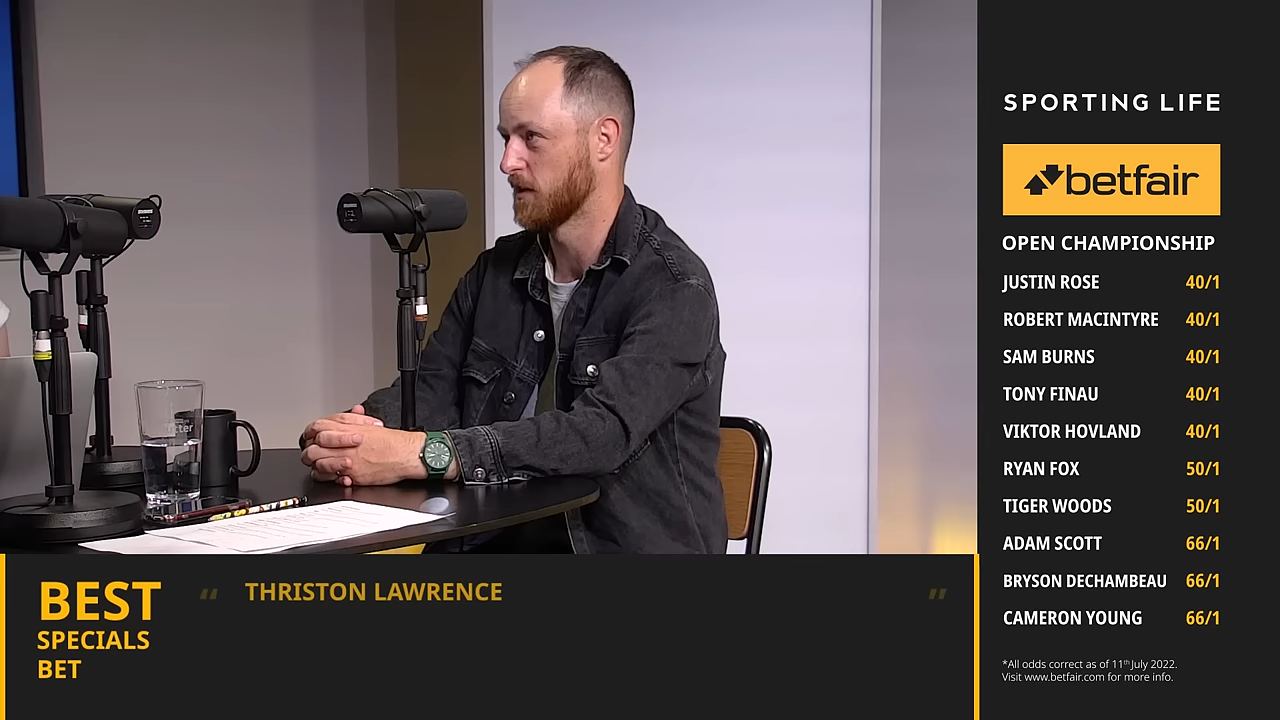 SPORTING LIFE
betfair
OPEN CHAMPIONSHIP
JUSTIN ROSE 40/1
ROBERT MACINTYRE 40/1
SAM BURNS 40/1
TONY FINAU 40/1
VIKTOR HOVLAND 40/1
RYAN FOX 50/1
TIGER WOODS 50/1
ADAM SCOTT 66/1
BRYSON DECHAMBEAU 66/1
CAMERON YOUNG 66/1
*All odds correct as of 11th July 2022.
Visit www.betfair.com for more info.
BEST
SPECIALS
BET
" THRISTON LAWRENCE "